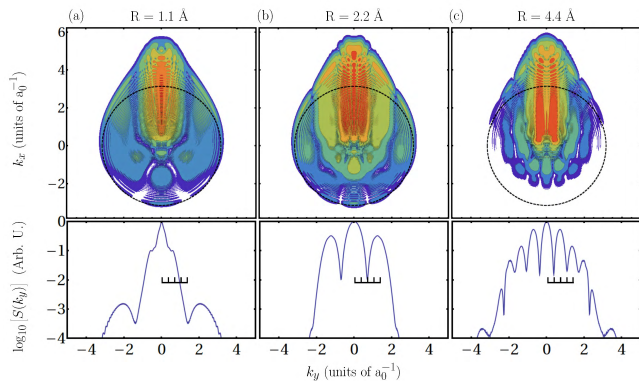 (a) R = 1.1 Å (b) R = 2.2 Å (c) R = 4.4 Å
6
4
2
0
−2
k_x (units of a₀⁻¹)
0
−1
−2
−3
−4
log₁₀[S(k_y)] (Arb. U.)
−4 −2 0 2 4 −4 −2 0 2 4 −4 −2 0 2 4
k_y (units of a₀⁻¹)